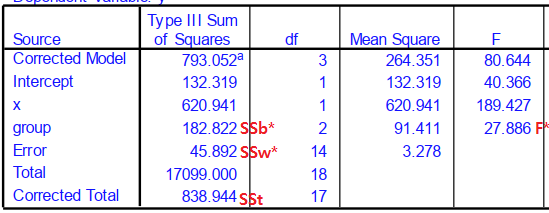 Dependent Variable: y
Type III Sum
Source of Squares df Mean Square F
Corrected Model 793.052a 3 264.351 80.644
Intercept 132.319 1 132.319 40.366
x 620.941 1 620.941 189.427
group 182.822 SSb* 2 91.411 27.886 F*
Error 45.892 SSw* 14 3.278
Total 17099.000 18
Corrected Total 838.944 SSt 17